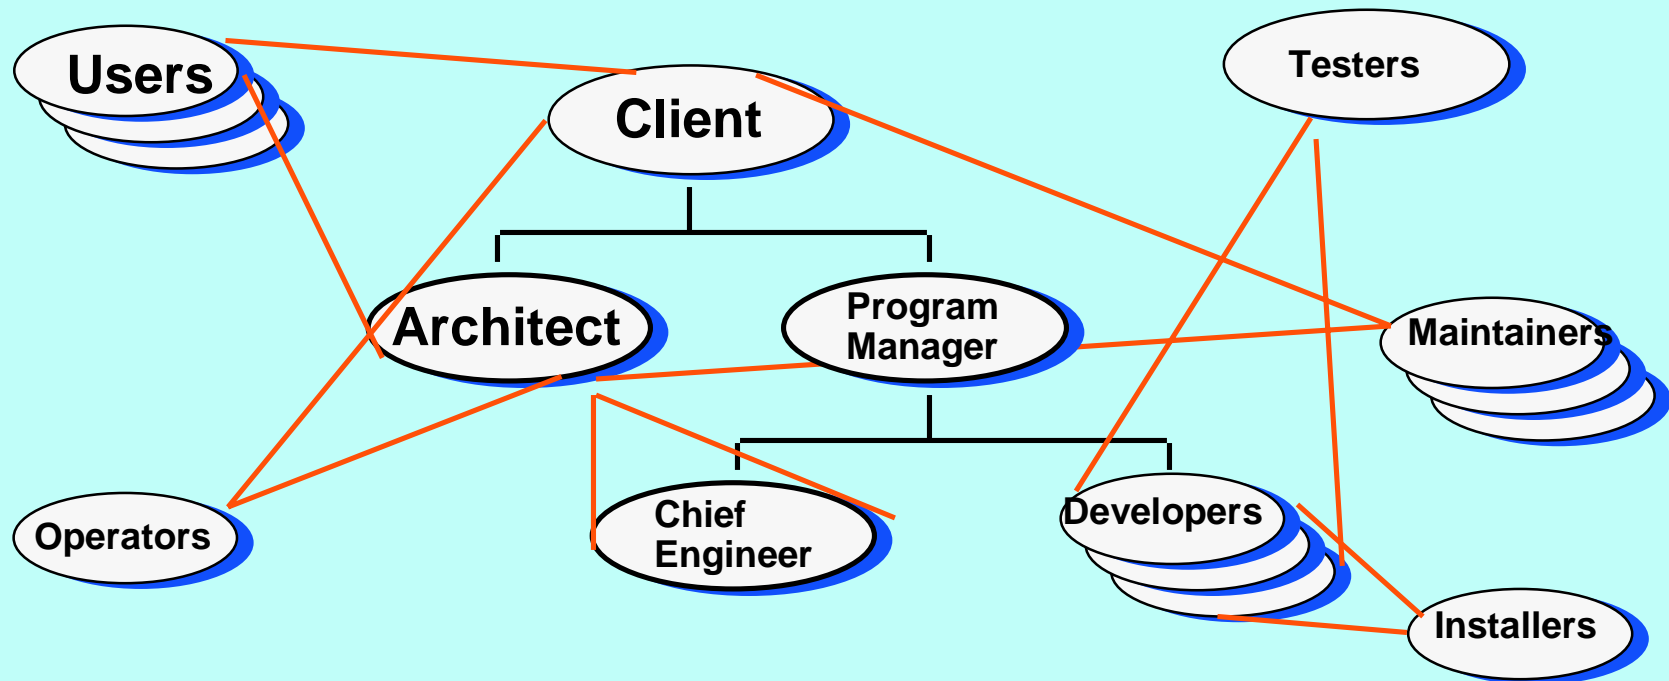 Users
Client
Testers
Architect
Program
Manager
Maintainers
Operators
Chief
Engineer
Developers
Installers